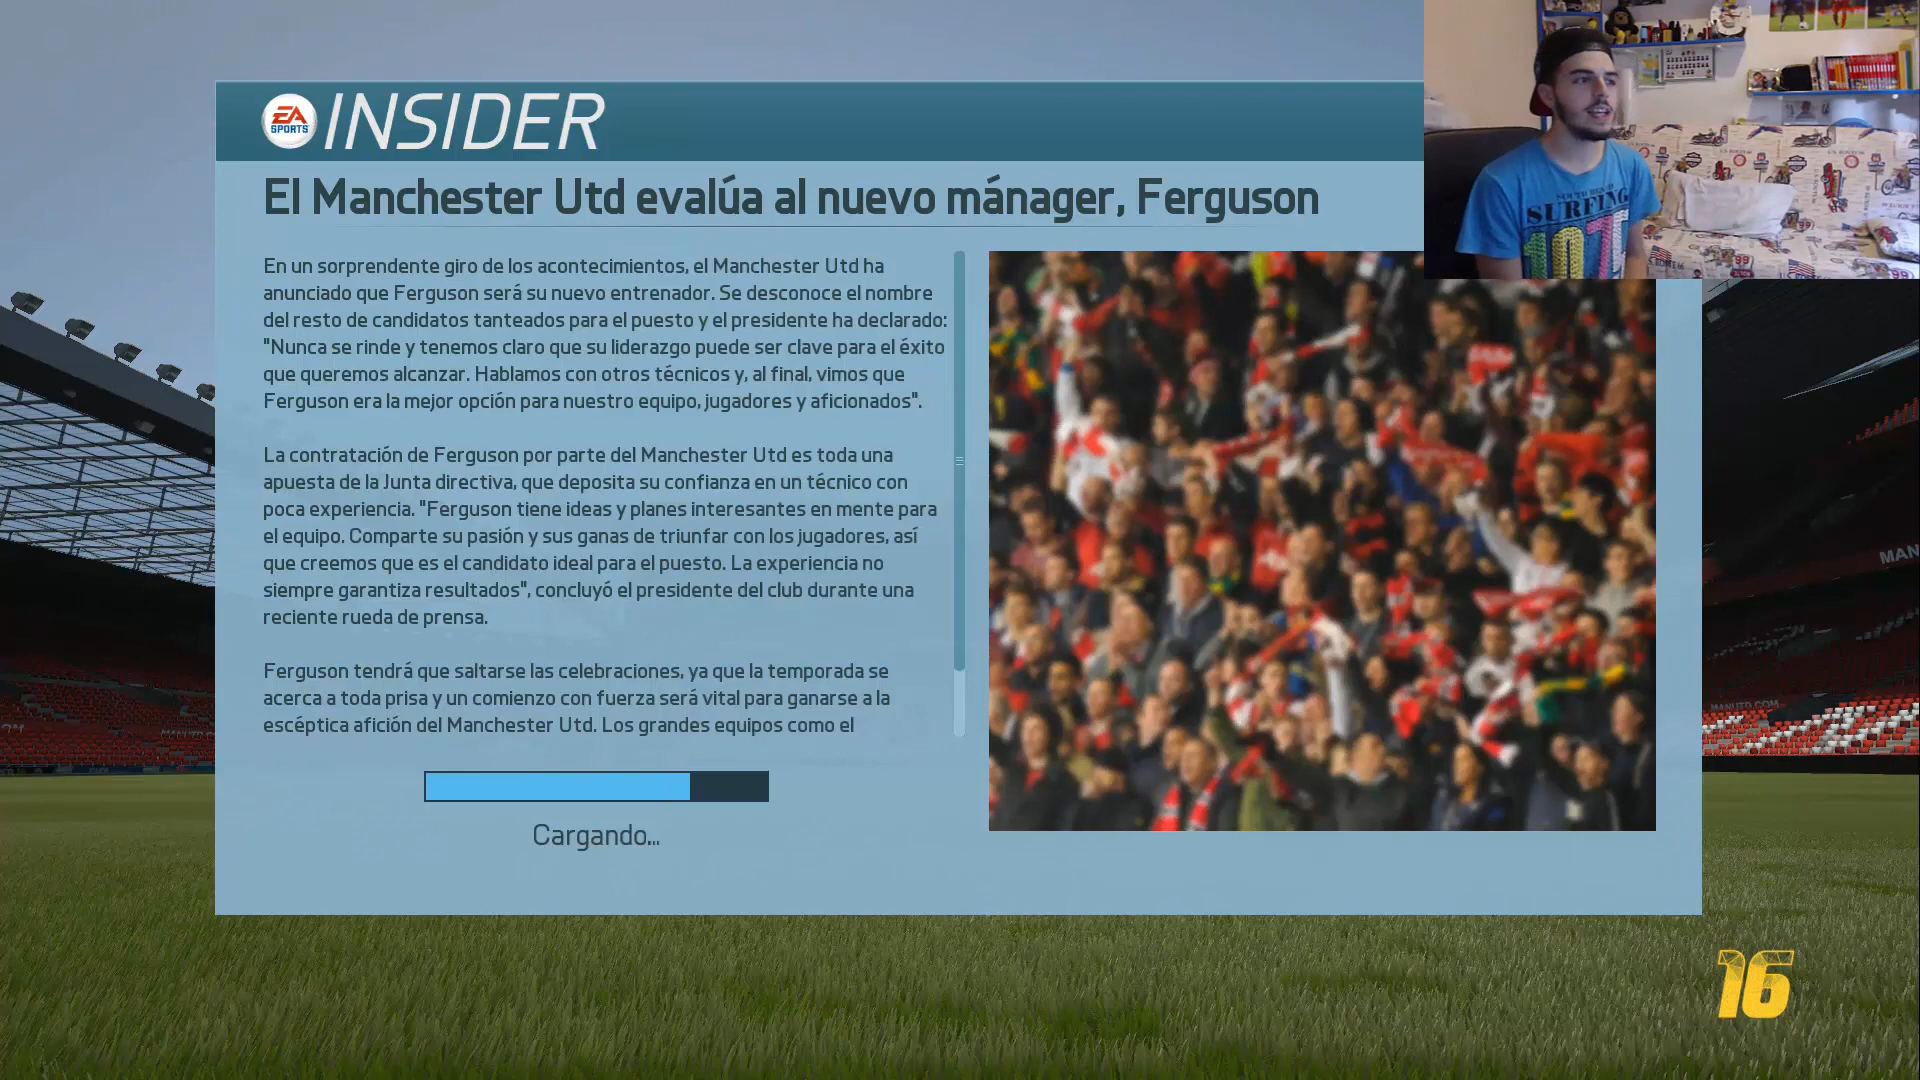 EA
SPORTS
INSIDER
El Manchester Utd evalúa al nuevo mánager, Ferguson
En un sorprendente giro de los acontecimientos, el Manchester Utd ha
anunciado que Ferguson será su nuevo entrenador. Se desconoce el nombre
del resto de candidatos tanteados para el puesto y el presidente ha declarado:
"Nunca se rinde y tenemos claro que su liderazgo puede ser clave para el éxito
que queremos alcanzar. Hablamos con otros técnicos y, al final, vimos que
Ferguson era la mejor opción para nuestro equipo, jugadores y aficionados".
La contratación de Ferguson por parte del Manchester Utd es toda una
apuesta de la Junta directiva, que deposita su confianza en un técnico con
poca experiencia. "Ferguson tiene ideas y planes interesantes en mente para
el equipo. Comparte su pasión y sus ganas de triunfar con los jugadores, así
que creemos que es el candidato ideal para el puesto. La experiencia no
siempre garantiza resultados", concluyó el presidente del club durante una
reciente rueda de prensa.
Ferguson tendrá que saltarse las celebraciones, ya que la temporada se
acerca a toda prisa y un comienzo con fuerza será vital para ganarse a la
escéptica afición del Manchester Utd. Los grandes equipos como el
Cargando...
SURFING
101
MAN
MANUTD.COM
16